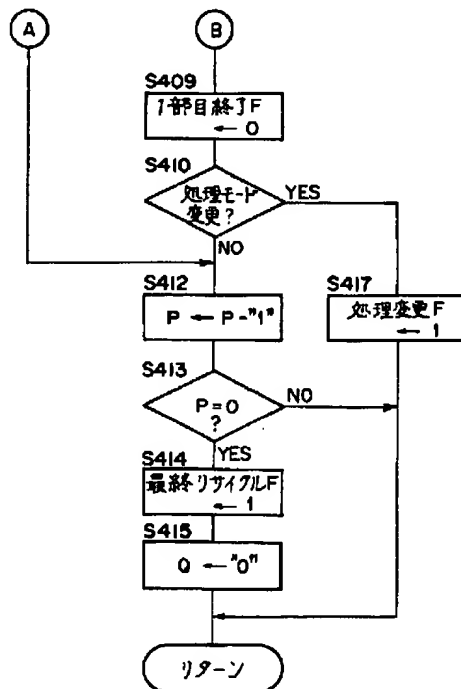 A
B
S409
1部目終了F
← 0
S410
処理モード
変更?
YES
NO
S412
P ← P-"1"
S417
処理変更F
← 1
S413
P=0
?
NO
YES
S414
最終リサイクルF
← 1
S415
Q ← "0"
リターン